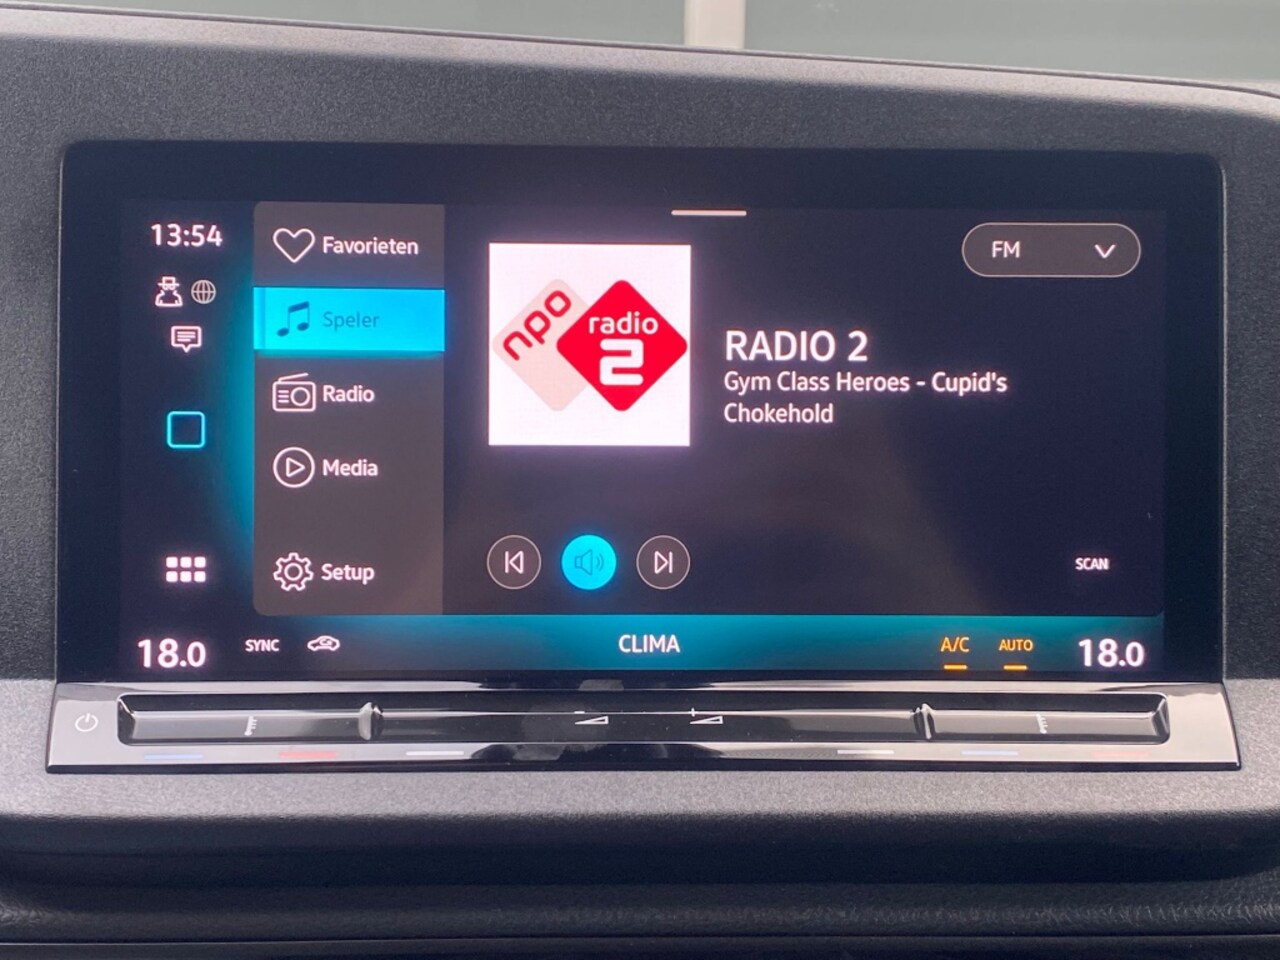 13:54
Favorieten
Speler
Radio
Media
Setup
npo
radio
2
FM
RADIO 2
Gym Class Heroes - Cupid's
Chokehold
SCAN
18.0 SYNC CLIMA A/C AUTO 18.0
- +